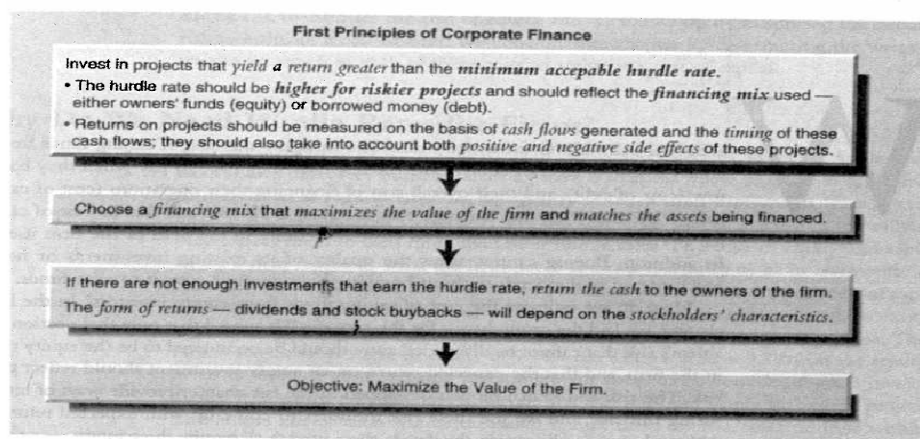 First Principles of Corporate Finance
Invest in projects that yield a return greater than the minimum accepable hurdle rate.
• The hurdle rate should be higher for riskier projects and should reflect the financing mix used —
either owners' funds (equity) or borrowed money (debt).
• Returns on projects should be measured on the basis of cash flows generated and the timing of these
cash flows; they should also take into account both positive and negative side effects of these projects.
Choose a financing mix that maximizes the value of the firm and matches the assets being financed.
If there are not enough investments that earn the hurdle rate, return the cash to the owners of the firm.
The form of returns — dividends and stock buybacks — will depend on the stockholders' characteristics.
Objective: Maximize the Value of the Firm.